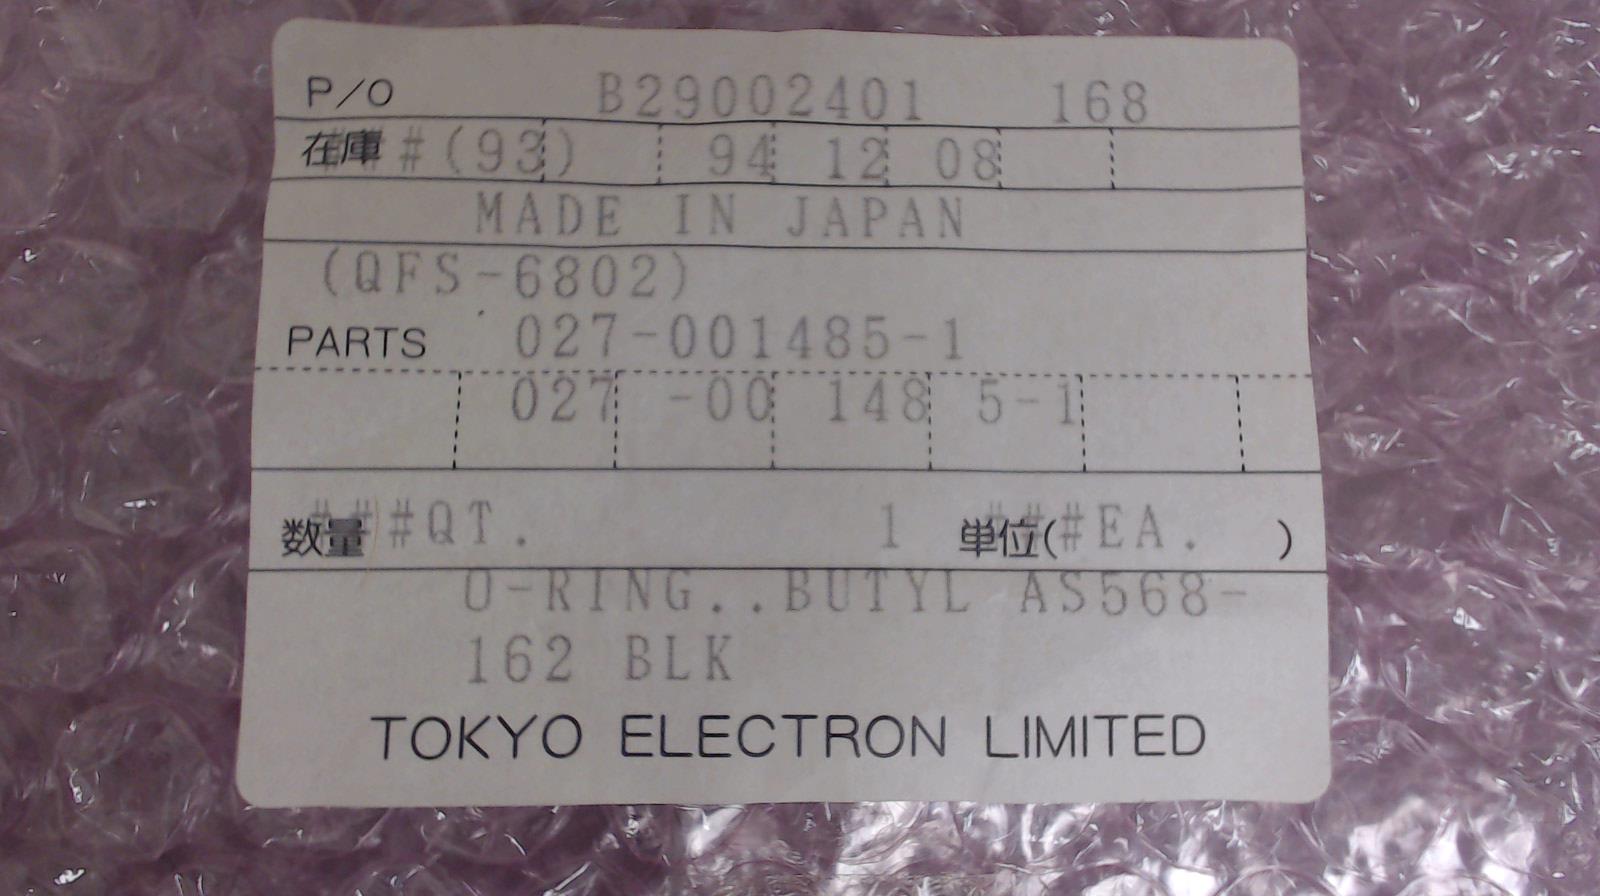 P/O B29002401 168
在庫 #(93) 94 12 08
MADE IN JAPAN
(QFS-6802)
PARTS 027-001485-1
027 -00 148 5-1
数量 ###QT. 1 単位(###EA. )
O-RING..BUTYL AS568-
162 BLK
TOKYO ELECTRON LIMITED